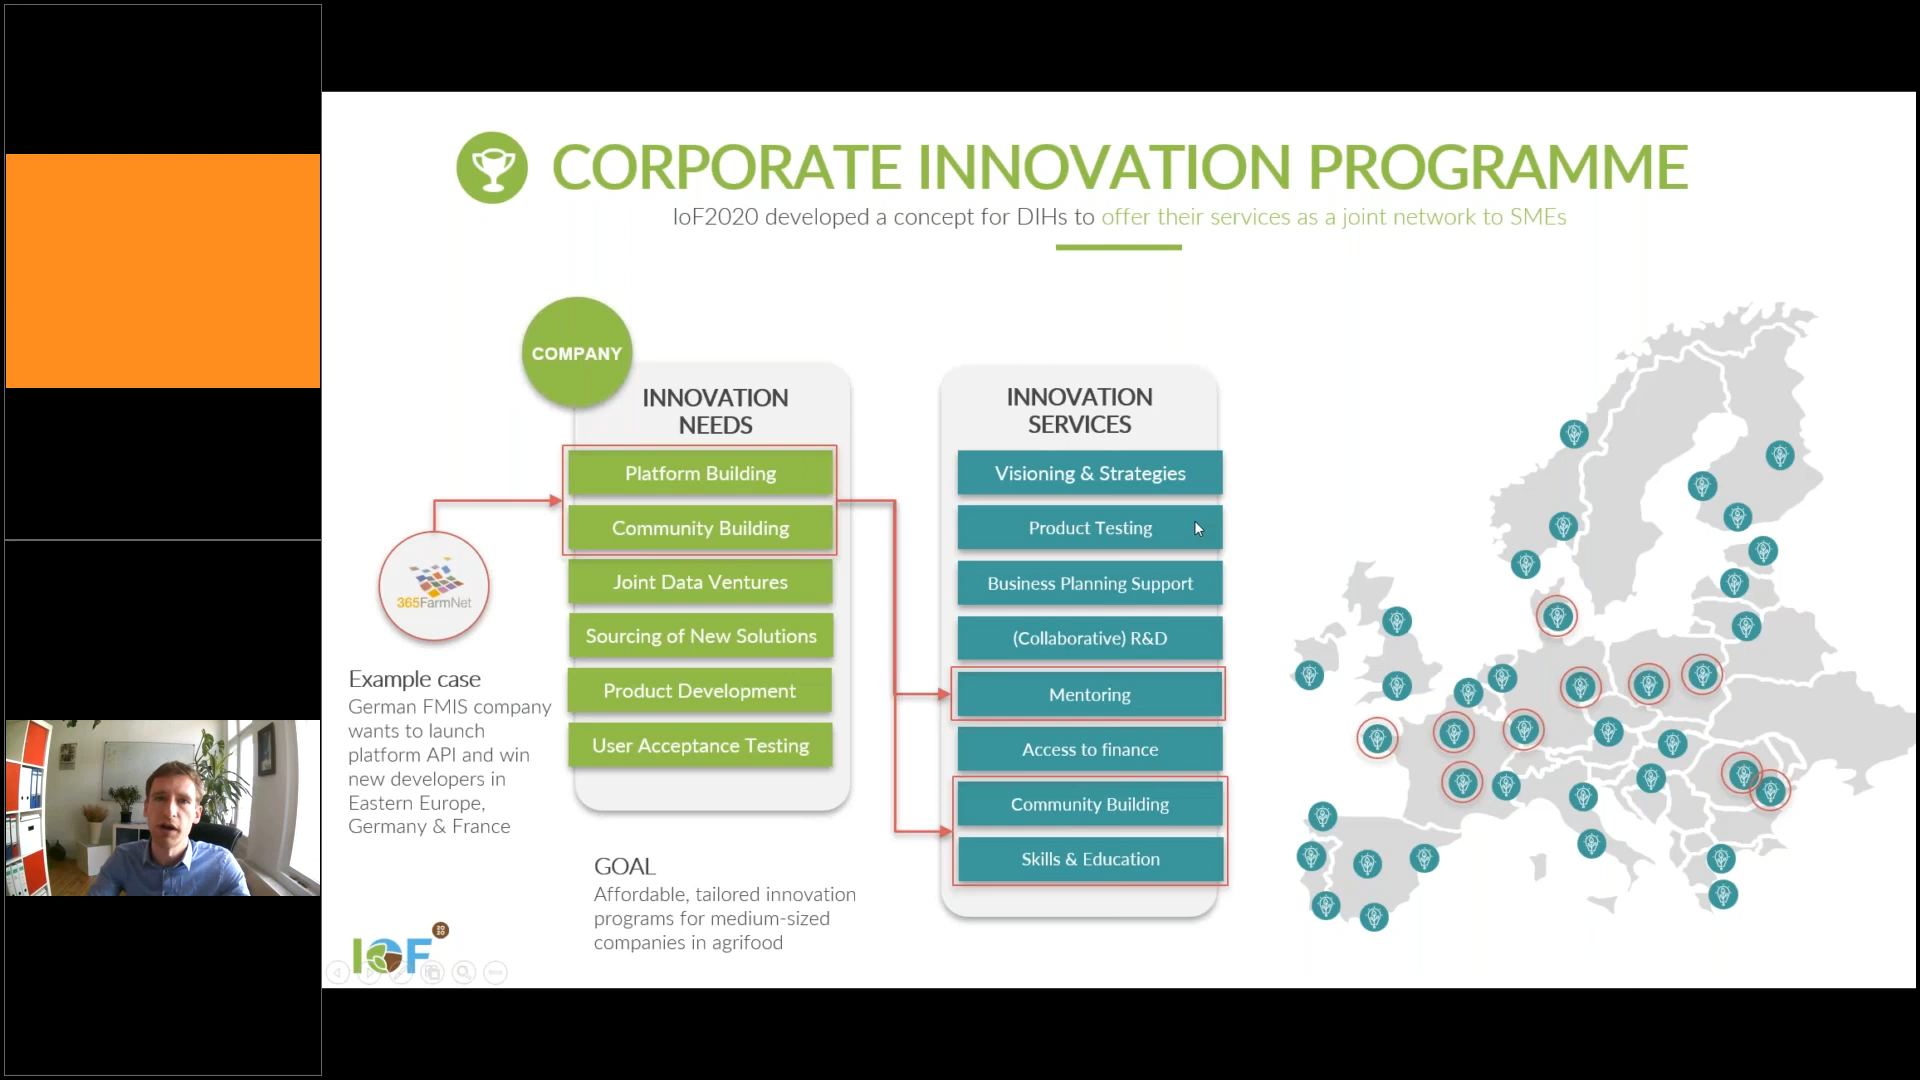 CORPORATE INNOVATION PROGRAMME
IoF2020 developed a concept for DIHs to offer their services as a joint network to SMEs
COMPANY
INNOVATION
NEEDS
Platform Building
Community Building
Joint Data Ventures
Sourcing of New Solutions
Product Development
User Acceptance Testing
INNOVATION
SERVICES
Visioning & Strategies
Product Testing
Business Planning Support
(Collaborative) R&D
Mentoring
Access to finance
Community Building
Skills & Education
365FarmNet
Example case
German FMIS company
wants to launch
platform API and win
new developers in
Eastern Europe,
Germany & France
GOAL
Affordable, tailored innovation
programs for medium-sized
companies in agrifood
IOF
2020